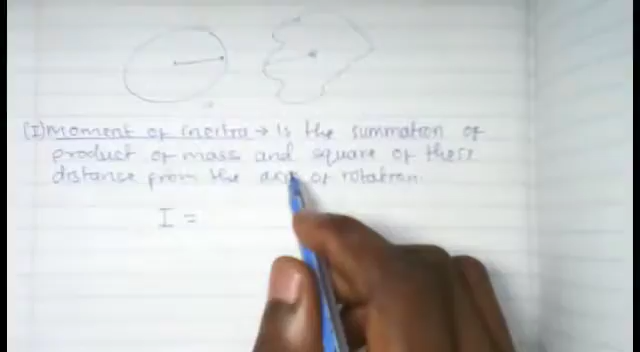 (I) Moment of inertia → Is the summation of
product of mass and square of these
distance from the axis of rotation
I =